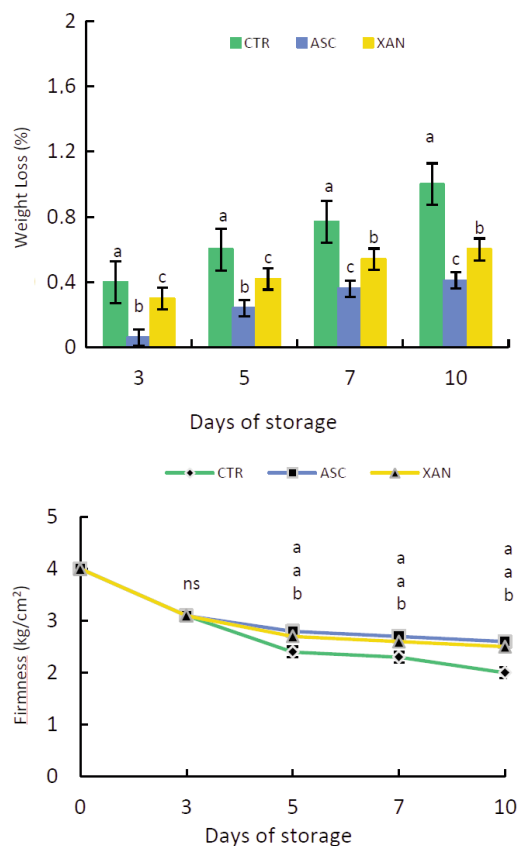 2
CTR ASC XAN
1.6
Weight Loss (%)
1.2
a
a
a
0.8
b
b
a
c
0.4
c
c
b
b
c
0
3 5 7 10
Days of storage
CTR ASC XAN
5
a a a
4
ns a a a
b b b
3
Firmness (kg/cm²)
2
1
0
0 3 5 7 10
Days of storage